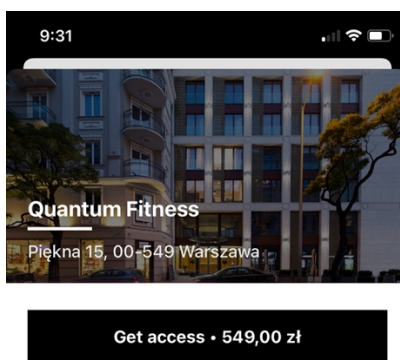 9:31
Quantum Fitness
Piękna 15, 00-549 Warszawa
Get access • 549,00 zł